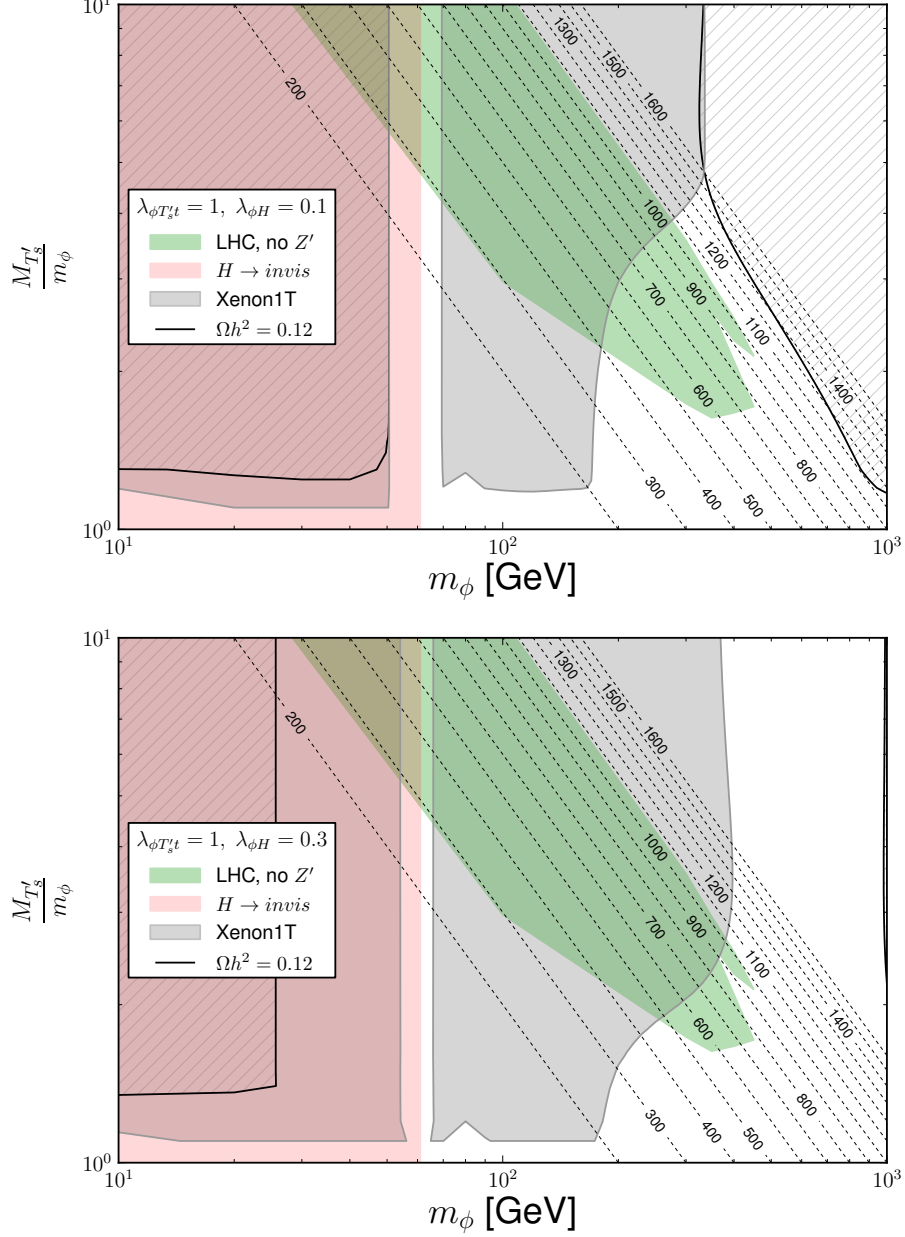 10^1
1300
1500
1600
200
λ_{φT'_s t} = 1, λ_{φH} = 0.1
LHC, no Z′
H → invis
Xenon1T
Ωh² = 0.12
M_{T'_s}
m_φ
1000
1200
900
700
1100
600
1400
800
300
400
500
10^0
10^1
10^2
10^3
m_φ [GeV]
10^1
1300
1500
1600
200
λ_{φT'_s t} = 1, λ_{φH} = 0.3
LHC, no Z′
H → invis
Xenon1T
Ωh² = 0.12
M_{T'_s}
m_φ
1000
1200
900
700
1100
600
1400
800
300
400
500
10^0
10^1
10^2
10^3
m_φ [GeV]